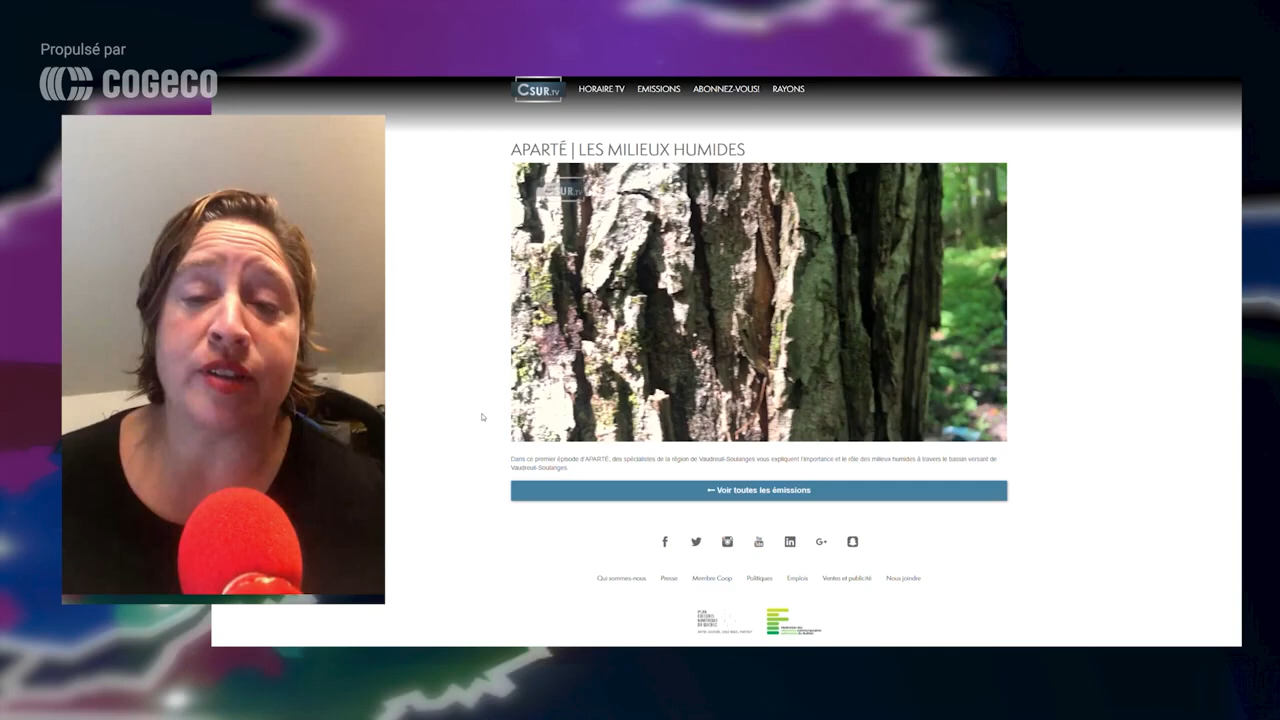 Propulsé par
COGECO
CSUR.TV
HORAIRE TV EMISSIONS ABONNEZ-VOUS! RAYONS
APARTÉ | LES MILIEUX HUMIDES
CSUR.TV
Dans ce premier épisode d'APARTÉ, des spécialistes de la région de Vaudreuil-Soulanges vous expliquent l'importance et le rôle des milieux humides à travers le bassin versant de
Vaudreuil-Soulanges.
← Voir toutes les émissions
Qui sommes-nous Presse Membre Coop Politiques Emplois Ventes et publicité Nous joindre